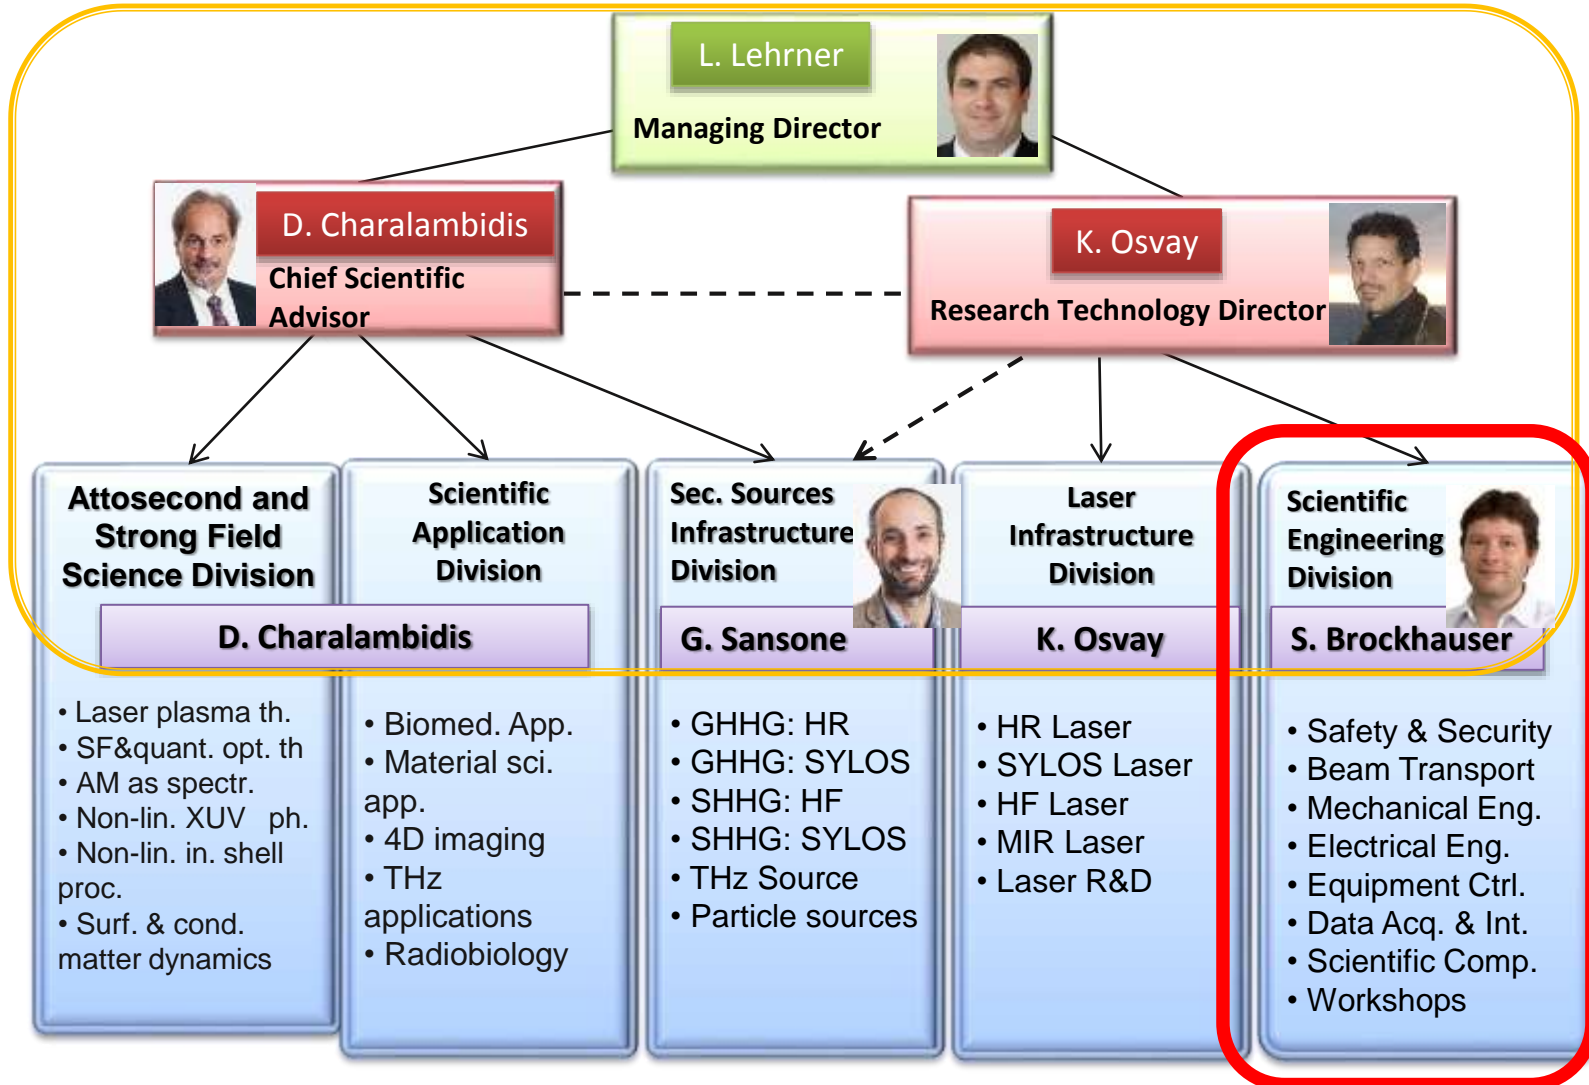 L. Lehrner
Managing Director
D. Charalambidis
Chief Scientific
Advisor
K. Osvay
Research Technology Director
Attosecond and
Strong Field
Science Division
Scientific
Application
Division
D. Charalambidis
Sec. Sources
Infrastructure
Division
G. Sansone
Laser
Infrastructure
Division
K. Osvay
Scientific
Engineering
Division
S. Brockhauser
• Laser plasma th.
• SF&quant. opt. th
• AM as spectr.
• Non-lin. XUV ph.
• Non-lin. in. shell
proc.
• Surf. & cond.
matter dynamics
• Biomed. App.
• Material sci.
app.
• 4D imaging
• THz
applications
• Radiobiology
• GHHG: HR
• GHHG: SYLOS
• SHHG: HF
• SHHG: SYLOS
• THz Source
• Particle sources
• HR Laser
• SYLOS Laser
• HF Laser
• MIR Laser
• Laser R&D
• Safety & Security
• Beam Transport
• Mechanical Eng.
• Electrical Eng.
• Equipment Ctrl.
• Data Acq. & Int.
• Scientific Comp.
• Workshops